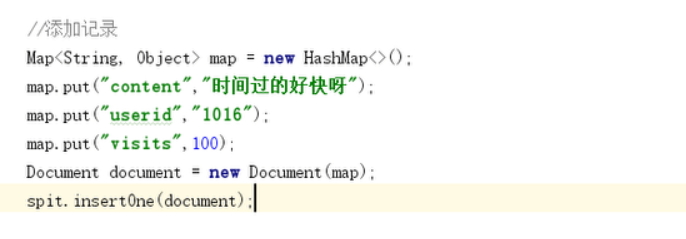 //添加记录
Map<String, Object> map = new HashMap<>();
map.put("content","时间过的好快呀");
map.put("userid","1016");
map.put("visits",100);
Document document = new Document(map);
spit.insertOne(document);